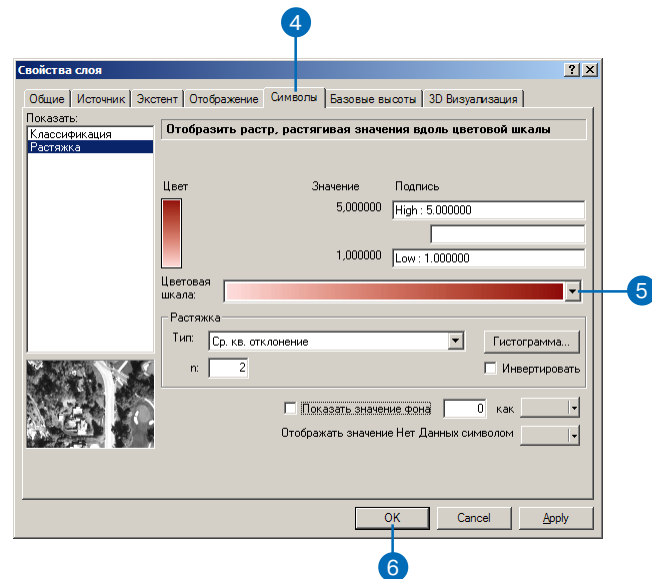 4
Свойства слоя
Общие Источник Экстент Отображение Символы Базовые высоты 3D Визуализация
Показать:
Классификация
Растяжка
Отобразить растр, растягивая значения вдоль цветовой шкалы
Цвет Значение Подпись
5,000000 High : 5.000000
1,000000 Low : 1.000000
Цветовая шкала:
5
Растяжка
Тип: Ср. кв. отклонение Гистограмма...
n: 2 Инвертировать
Показать значение фона 0 как
Отображать значение Нет Данных символом
OK Cancel Apply
6